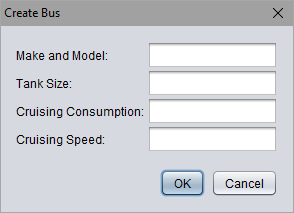 Create Bus
Make and Model:
Tank Size:
Cruising Consumption:
Cruising Speed:
OK Cancel